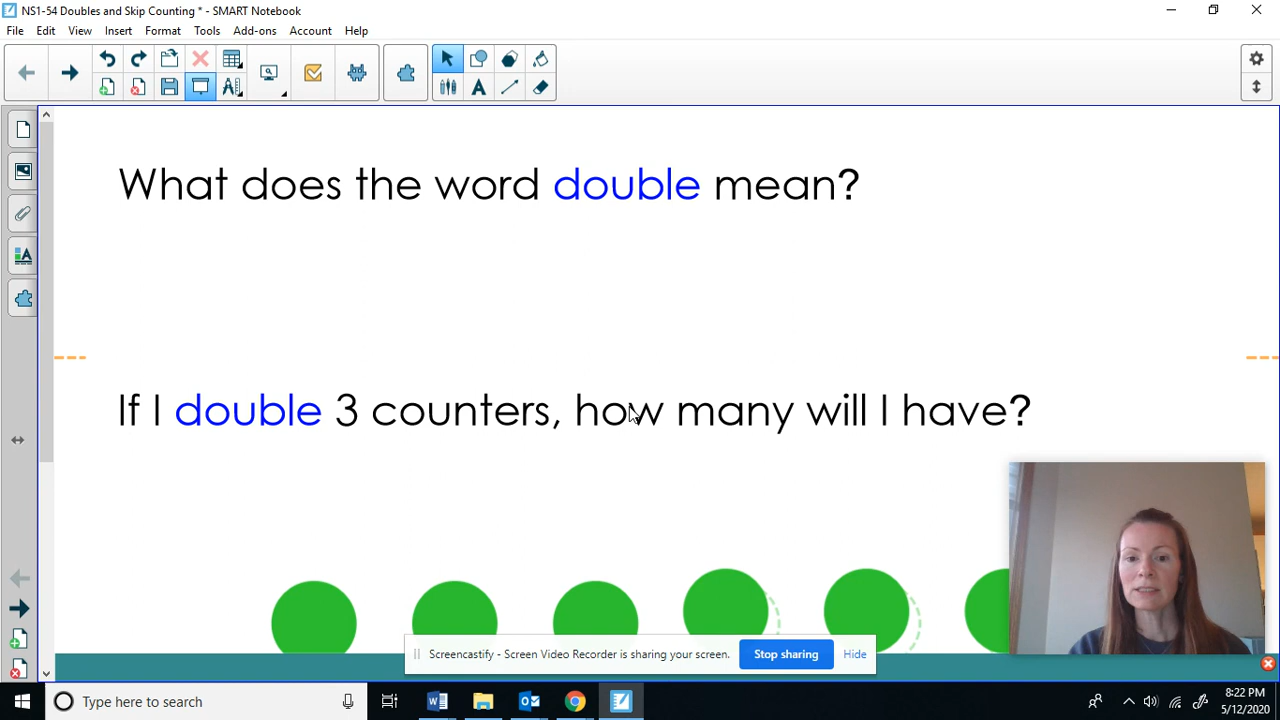 NS1-54 Doubles and Skip Counting * - SMART Notebook
File Edit View Insert Format Tools Add-ons Account Help
What does the word double mean?
If I double 3 counters, how many will I have?
Screencastify - Screen Video Recorder is sharing your screen. Stop sharing Hide
Type here to search
8:22 PM
5/12/2020